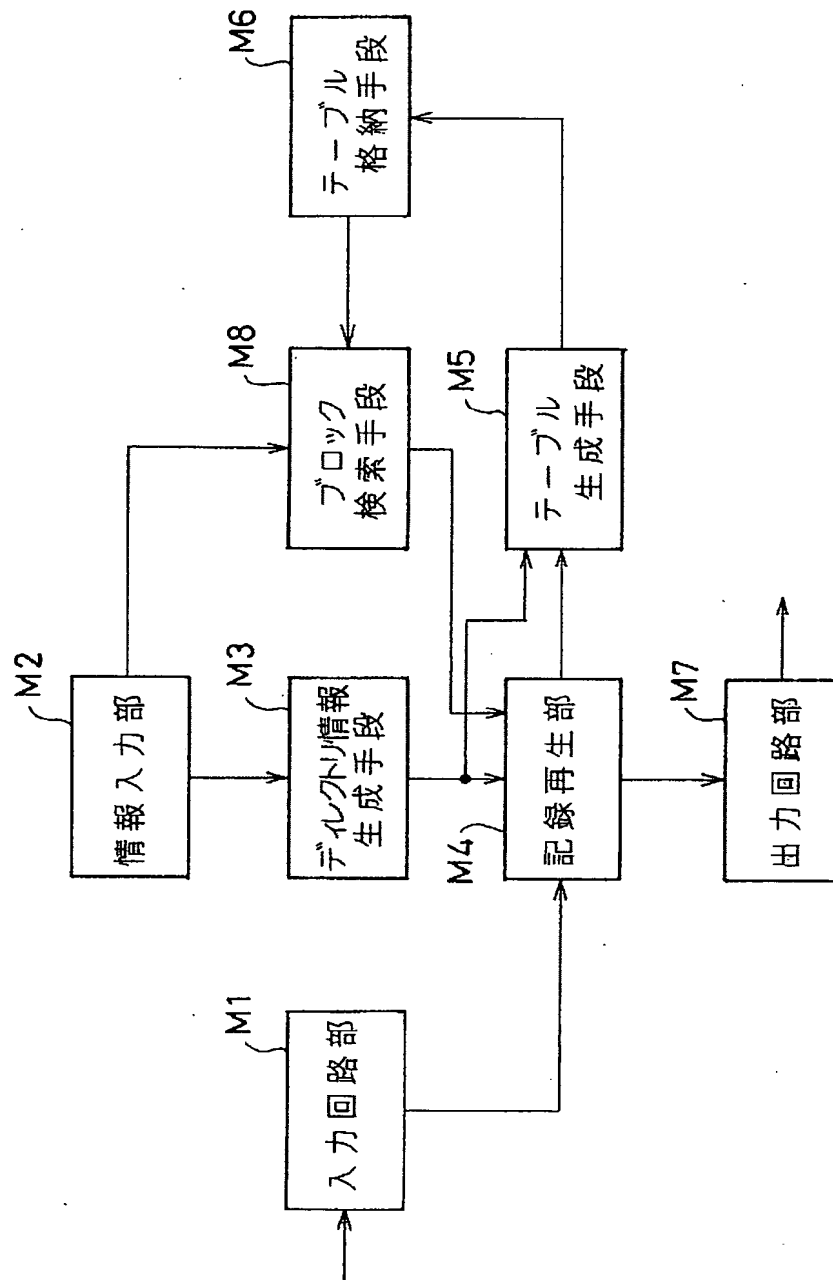 M1
入力回路部
M2
情報入力部
M3
ディレクトリ情報
生成手段
M4
記録再生部
M5
テーブル
生成手段
M6
テーブル
格納手段
M7
出力回路部
M8
ブロック
検索手段